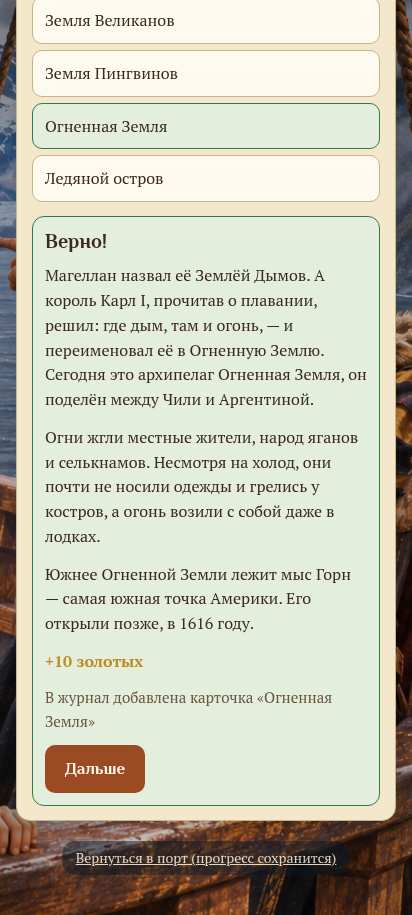 Земля Великанов
Земля Пингвинов
Огненная Земля
Ледяной остров
Верно!
Магеллан назвал её Землёй Дымов. А
король Карл I, прочитав о плавании,
решил: где дым, там и огонь, — и
переименовал её в Огненную Землю.
Сегодня это архипелаг Огненная Земля, он
поделён между Чили и Аргентиной.
Огни жгли местные жители, народ яганов
и селькнамов. Несмотря на холод, они
почти не носили одежды и грелись у
костров, а огонь возили с собой даже в
лодках.
Южнее Огненной Земли лежит мыс Горн
— самая южная точка Америки. Его
открыли позже, в 1616 году.
+10 золотых
В журнал добавлена карточка «Огненная
Земля»
Дальше
Вернуться в порт (прогресс сохранится)